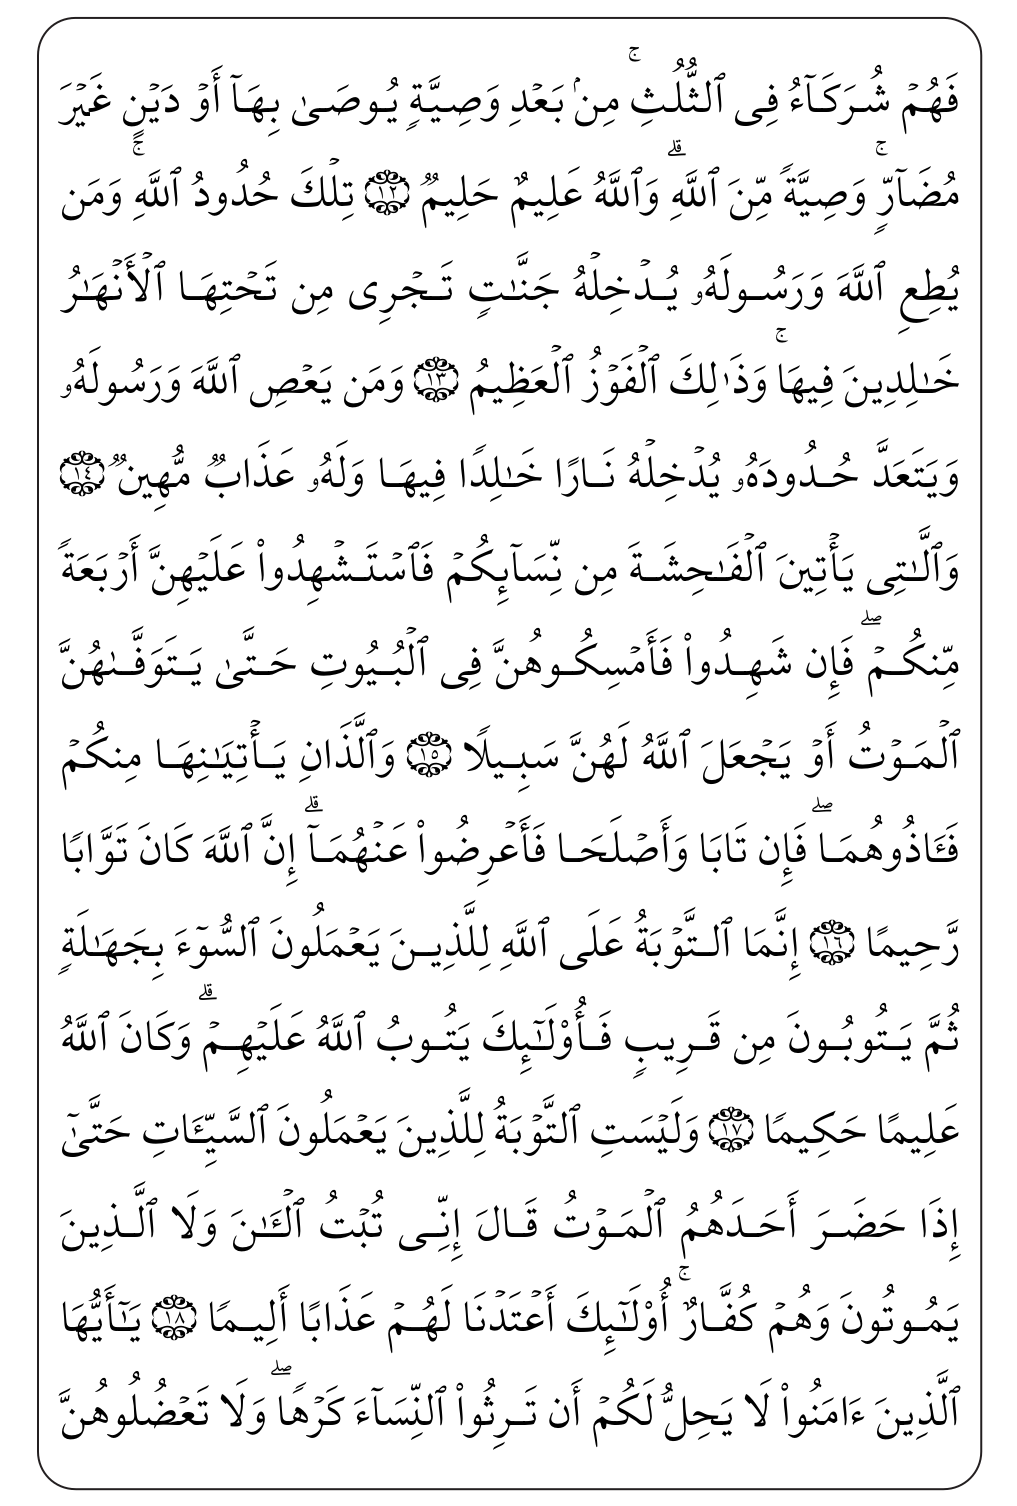 فَهُمۡ شُرَكَآءُ فِي ٱلثُّلُثِۚ مِنۢ بَعۡدِ وَصِيَّةٖ يُوصَىٰ بِهَآ أَوۡ دَيۡنٍ غَيۡرَ
مُضَآرّٖۚ وَصِيَّةٗ مِّنَ ٱللَّهِۗ وَٱللَّهُ عَلِيمٌ حَلِيمٞ ١٢ تِلۡكَ حُدُودُ ٱللَّهِۚ وَمَن
يُطِعِ ٱللَّهَ وَرَسُولَهُۥ يُدۡخِلۡهُ جَنَّٰتٖ تَجۡرِي مِن تَحۡتِهَا ٱلۡأَنۡهَٰرُ
خَٰلِدِينَ فِيهَاۚ وَذَٰلِكَ ٱلۡفَوۡزُ ٱلۡعَظِيمُ ١٣ وَمَن يَعۡصِ ٱللَّهَ وَرَسُولَهُۥ
وَيَتَعَدَّ حُدُودَهُۥ يُدۡخِلۡهُ نَارًا خَٰلِدٗا فِيهَا وَلَهُۥ عَذَابٞ مُّهِينٞ ١٤
وَٱلَّٰتِي يَأۡتِينَ ٱلۡفَٰحِشَةَ مِن نِّسَآئِكُمۡ فَٱسۡتَشۡهِدُواْ عَلَيۡهِنَّ أَرۡبَعَةٗ
مِّنكُمۡۖ فَإِن شَهِدُواْ فَأَمۡسِكُوهُنَّ فِي ٱلۡبُيُوتِ حَتَّىٰ يَتَوَفَّىٰهُنَّ
ٱلۡمَوۡتُ أَوۡ يَجۡعَلَ ٱللَّهُ لَهُنَّ سَبِيلٗا ١٥ وَٱلَّذَانِ يَأۡتِيَٰنِهَا مِنكُمۡ
فَـَٔاذُوهُمَاۖ فَإِن تَابَا وَأَصۡلَحَا فَأَعۡرِضُواْ عَنۡهُمَآۗ إِنَّ ٱللَّهَ كَانَ تَوَّابٗا
رَّحِيمًا ١٦ إِنَّمَا ٱلتَّوۡبَةُ عَلَى ٱللَّهِ لِلَّذِينَ يَعۡمَلُونَ ٱلسُّوٓءَ بِجَهَٰلَةٖ
ثُمَّ يَتُوبُونَ مِن قَرِيبٖ فَأُوْلَٰٓئِكَ يَتُوبُ ٱللَّهُ عَلَيۡهِمۡۗ وَكَانَ ٱللَّهُ
عَلِيمًا حَكِيمٗا ١٧ وَلَيۡسَتِ ٱلتَّوۡبَةُ لِلَّذِينَ يَعۡمَلُونَ ٱلسَّيِّـَٔاتِ حَتَّىٰٓ
إِذَا حَضَرَ أَحَدَهُمُ ٱلۡمَوۡتُ قَالَ إِنِّي تُبۡتُ ٱلۡـَٰٔنَ وَلَا ٱلَّذِينَ
يَمُوتُونَ وَهُمۡ كُفَّارٌۚ أُوْلَٰٓئِكَ أَعۡتَدۡنَا لَهُمۡ عَذَابًا أَلِيمٗا ١٨ يَٰٓأَيُّهَا
ٱلَّذِينَ ءَامَنُواْ لَا يَحِلُّ لَكُمۡ أَن تَرِثُواْ ٱلنِّسَآءَ كَرۡهٗاۖ وَلَا تَعۡضُلُوهُنَّ